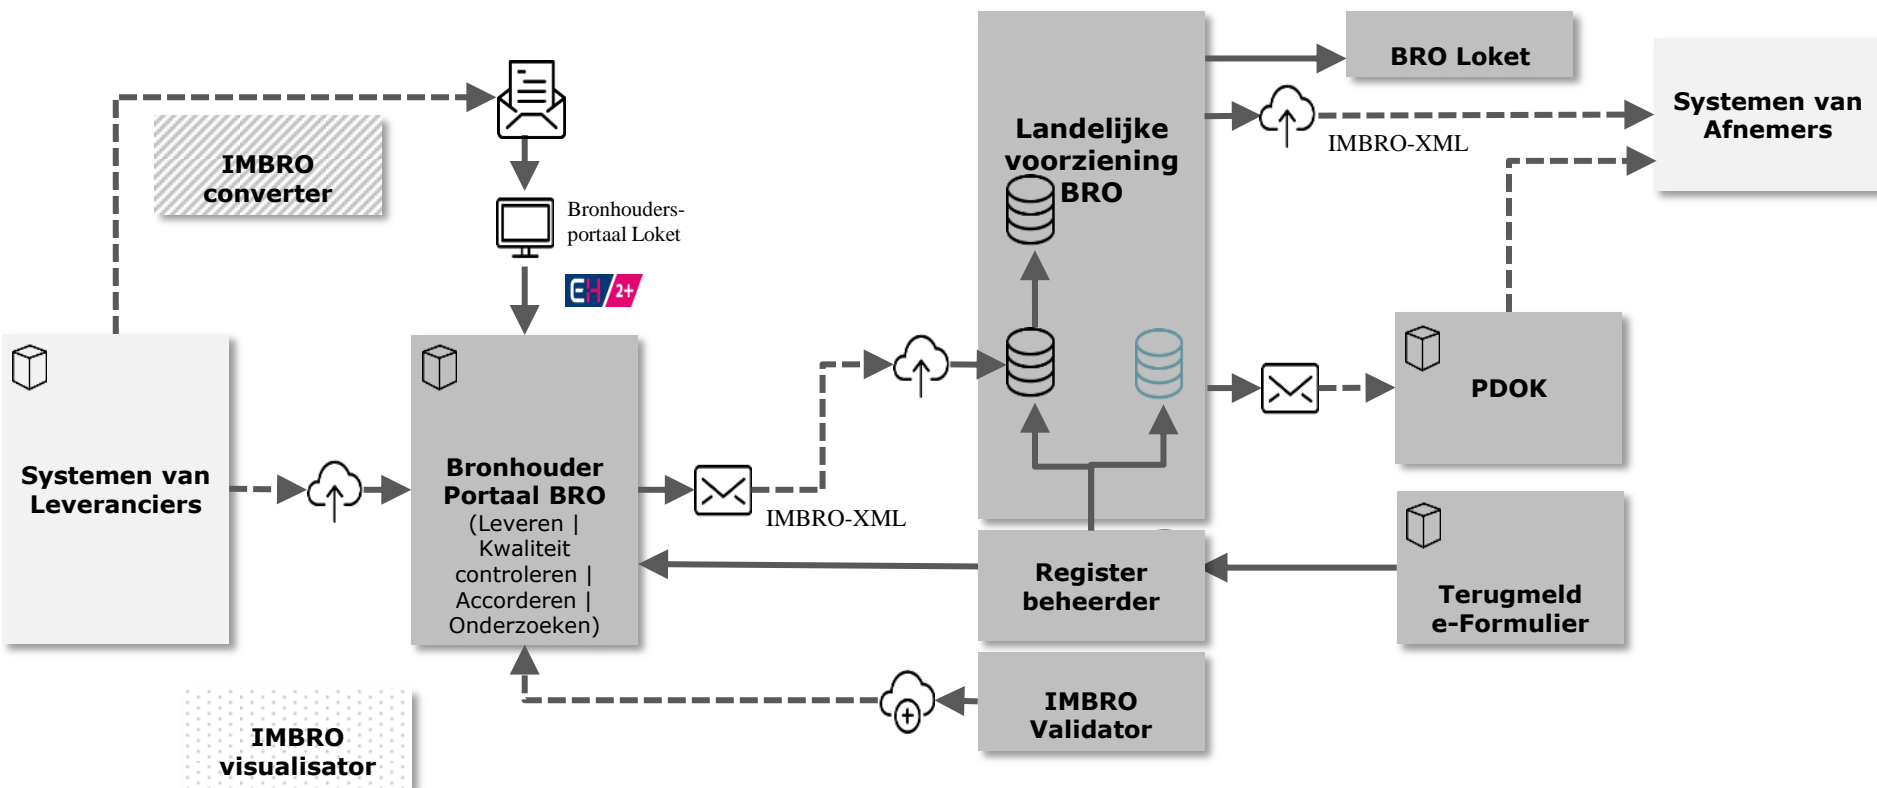 BRO Loket
Systemen van
Afnemers
Landelijke
voorziening
BRO
IMBRO-XML
IMBRO
converter
Bronhouders-
portaal Loket
EH 2+
PDOK
Systemen van
Leveranciers
Bronhouder
Portaal BRO
(Leveren |
Kwaliteit
controleren |
Accorderen |
Onderzoeken)
IMBRO-XML
Register
beheerder
Terugmeld
e-Formulier
IMBRO
Validator
IMBRO
visualisator